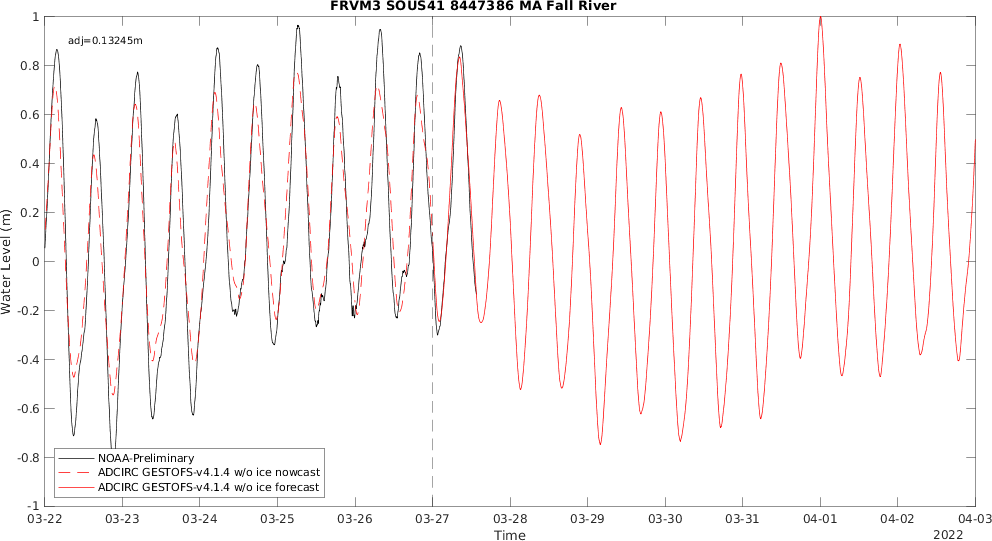 FRVM3 SOUS41 8447386 MA Fall River
adj=0.13245m
Water Level (m)
1
0.8
0.6
0.4
0.2
0
-0.2
-0.4
-0.6
-0.8
-1
NOAA-Preliminary
ADCIRC GESTOFS-v4.1.4 w/o ice nowcast
ADCIRC GESTOFS-v4.1.4 w/o ice forecast
03-22 03-23 03-24 03-25 03-26 03-27 03-28 03-29 03-30 03-31 04-01 04-02 04-03
Time
2022